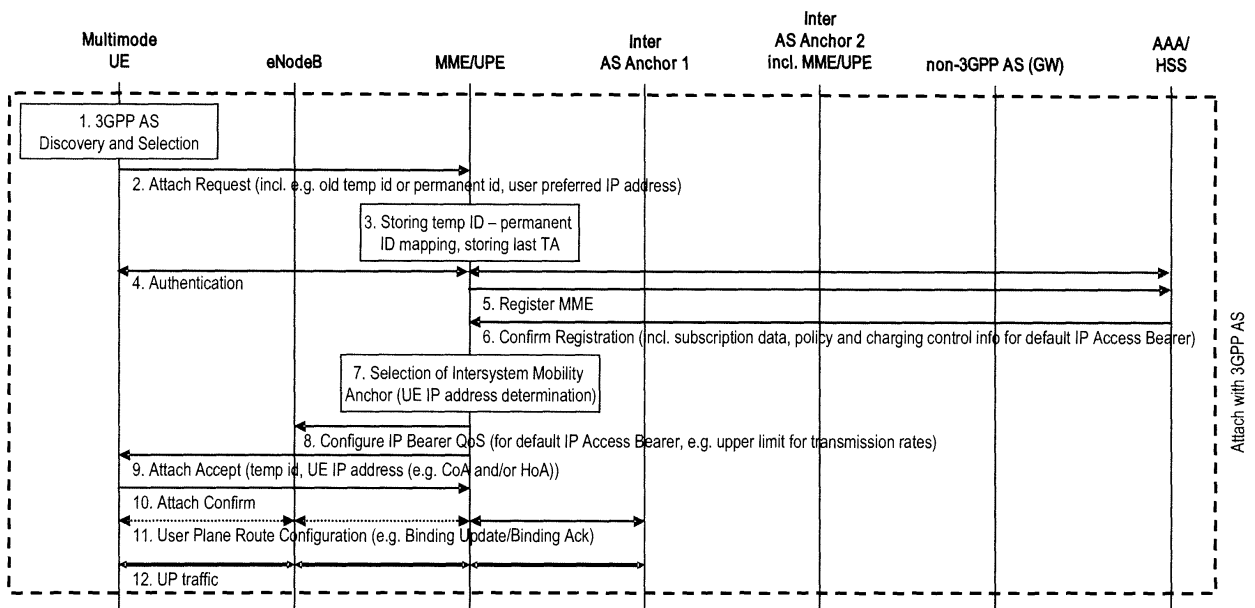 Multimode
UE
eNodeB
MME/UPE
Inter
AS Anchor 1
Inter
AS Anchor 2
incl. MME/UPE
non-3GPP AS (GW)
AAA/
HSS
1. 3GPP AS
Discovery and Selection
2. Attach Request (incl. e.g. old temp id or permanent id, user preferred IP address)
3. Storing temp ID – permanent
ID mapping, storing last TA
4. Authentication
5. Register MME
6. Confirm Registration (incl. subscription data, policy and charging control info for default IP Access Bearer)
7. Selection of Intersystem Mobility
Anchor (UE IP address determination)
8. Configure IP Bearer QoS (for default IP Access Bearer, e.g. upper limit for transmission rates)
9. Attach Accept (temp id, UE IP address (e.g. CoA and/or HoA))
10. Attach Confirm
11. User Plane Route Configuration (e.g. Binding Update/Binding Ack)
12. UP traffic
Attach with 3GPP AS